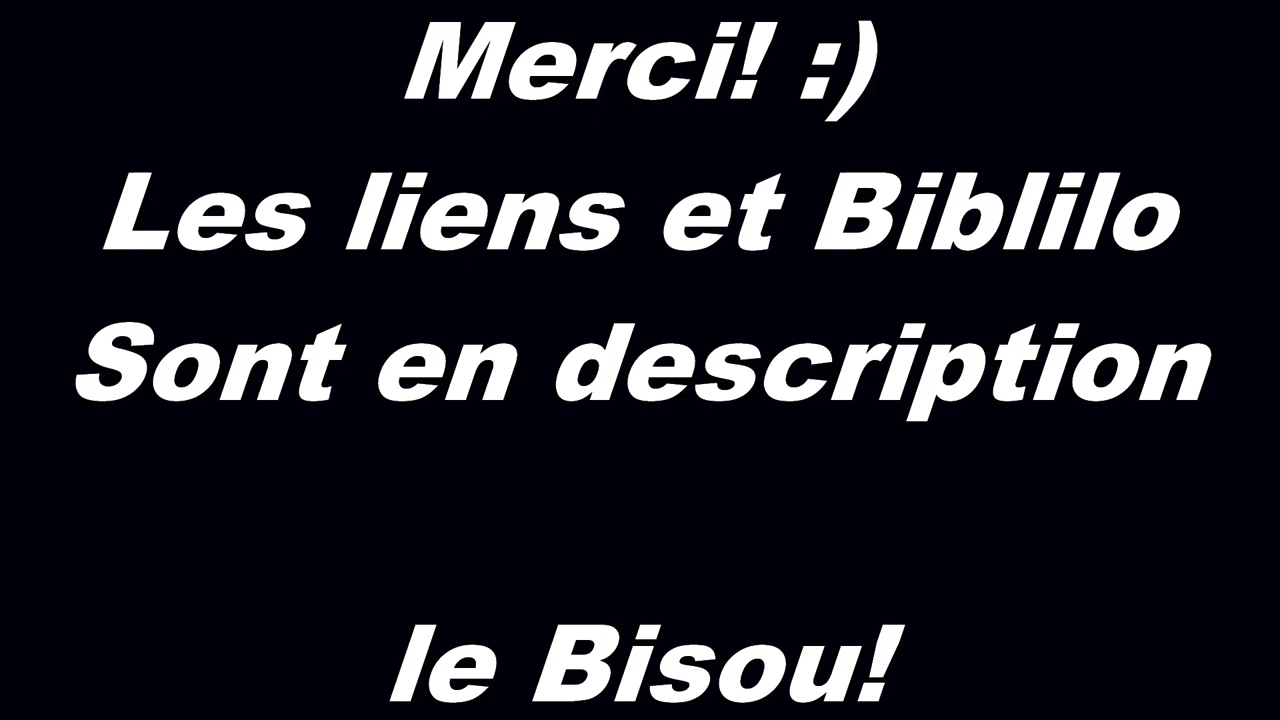 Merci! :)
Les liens et Biblilo
Sont en description
le Bisou!